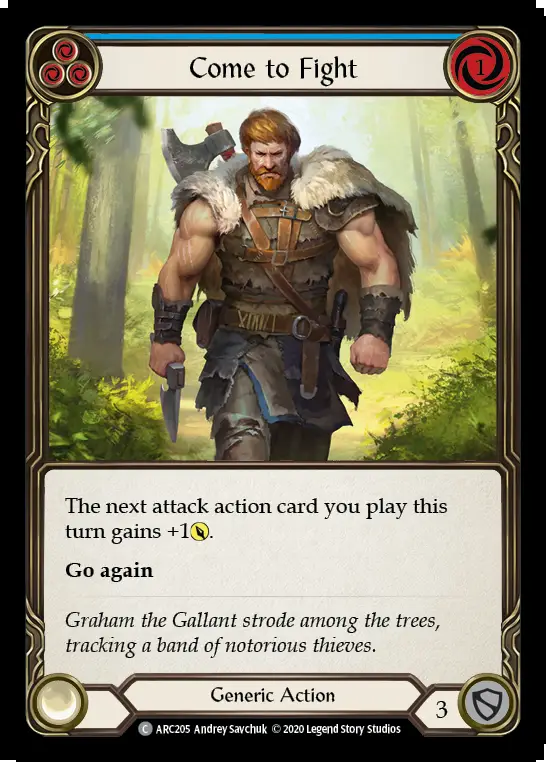 Come to Fight
1
The next attack action card you play this
turn gains +1.
Go again
Graham the Gallant strode among the trees,
tracking a band of notorious thieves.
Generic Action
3
C ARC205 Andrey Savchuk © 2020 Legend Story Studios